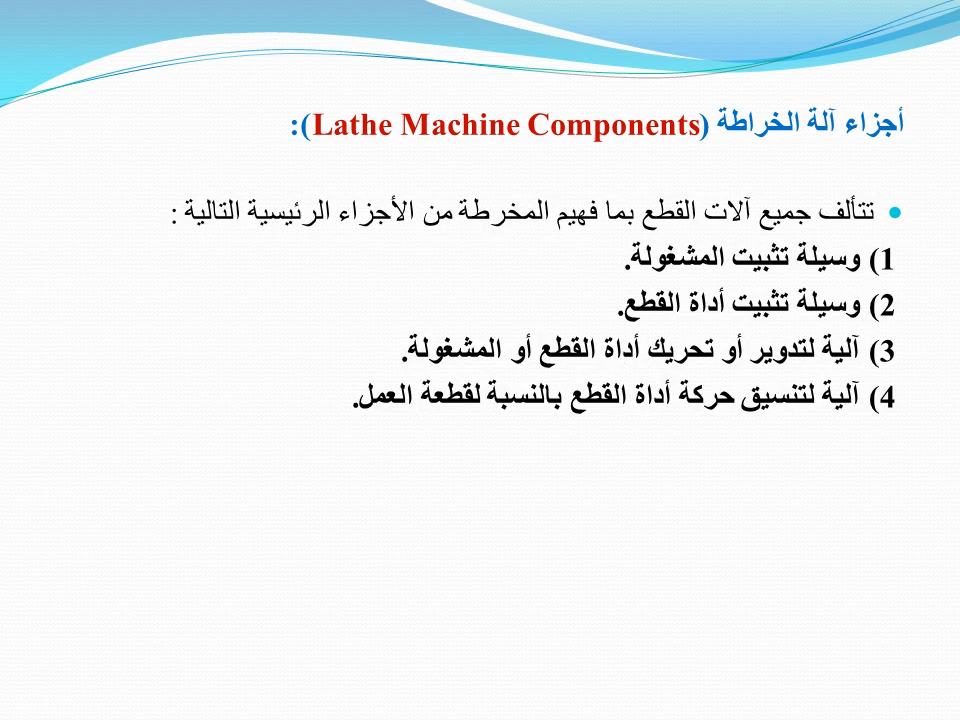 أجزاء آلة الخراطة (Lathe Machine Components):
• تتألف جميع آلات القطع بما فهيم المخرطة من الأجزاء الرئيسية التالية :
1) وسيلة تثبيت المشغولة.
2) وسيلة تثبيت أداة القطع.
3) آلية لتدوير أو تحريك أداة القطع أو المشغولة.
4) آلية لتنسيق حركة أداة القطع بالنسبة لقطعة العمل.